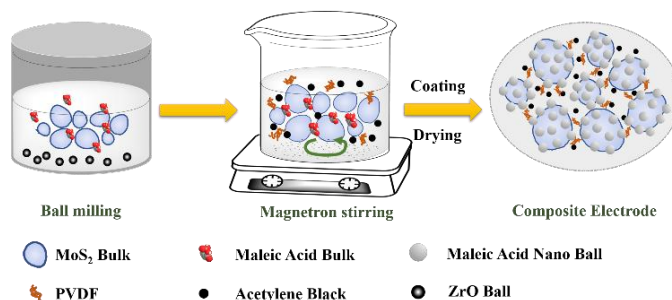 Coating
Drying
Ball milling
Magnetron stirring
Composite Electrode
MoS₂ Bulk
Maleic Acid Bulk
Maleic Acid Nano Ball
PVDF
Acetylene Black
ZrO Ball